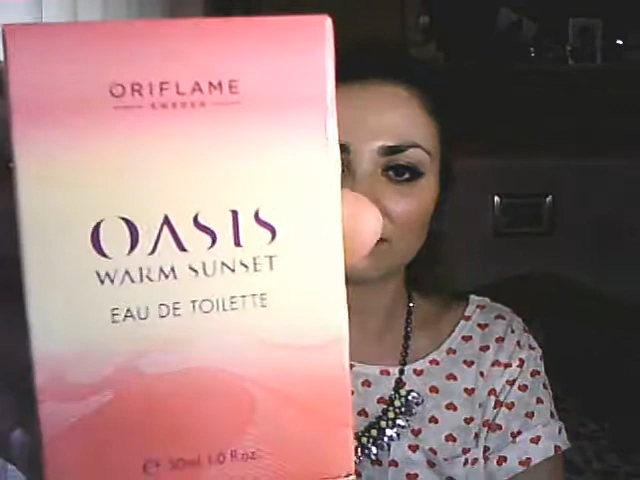 ORIFLAME
SWEDEN
OASIS
WARM SUNSET
EAU DE TOILETTE
℮ 30ml 1.0 fl.oz.